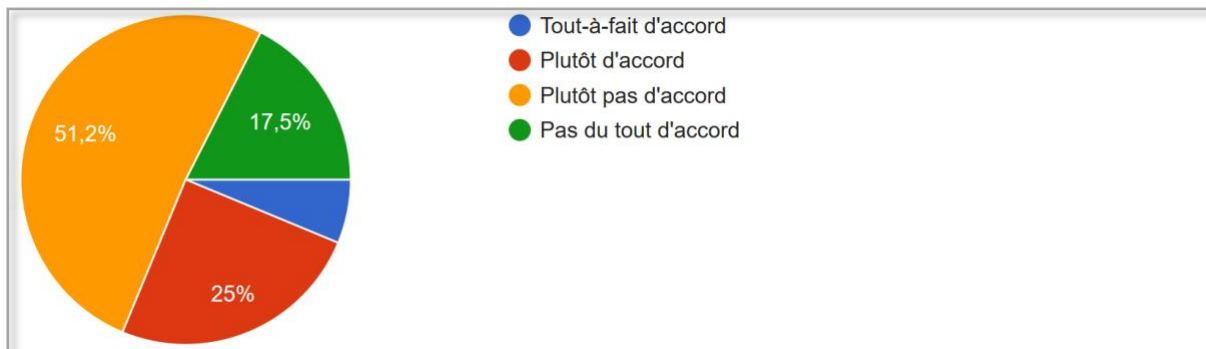 Tout-à-fait d'accord
Plutôt d'accord
Plutôt pas d'accord
Pas du tout d'accord
51,2%
17,5%
25%